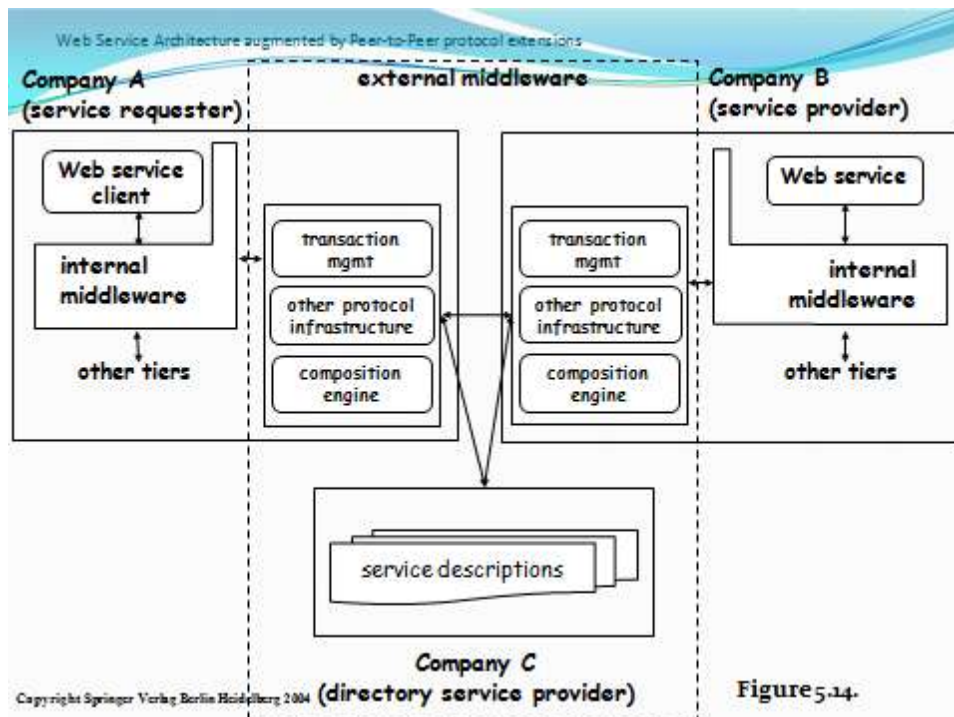 Web Service Architecture augmented by Peer-to-Peer protocol extensions
Company A
(service requester)
external middleware
Company B
(service provider)
Web service
client
internal
middleware
other tiers
transaction
mgmt
other protocol
infrastructure
composition
engine
transaction
mgmt
other protocol
infrastructure
composition
engine
Web service
internal
middleware
other tiers
service descriptions
Company C
(directory service provider)
Copyright Springer Verlag Berlin Heidelberg 2004
Figure 5.14.